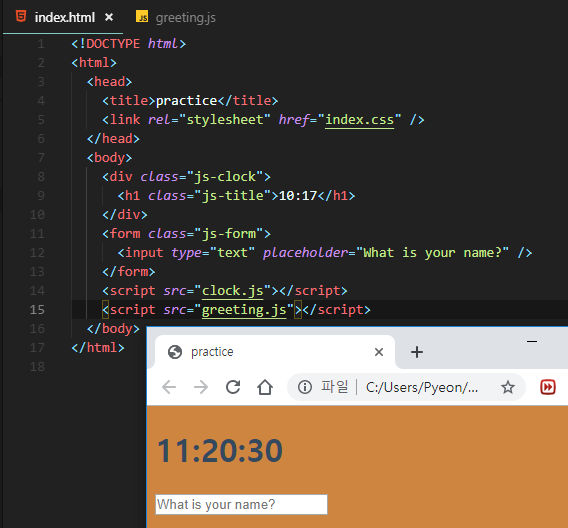 index.html ×
JS greeting.js
1 <!DOCTYPE html>
2 <html>
3 <head>
4 <title>practice</title>
5 <link rel="stylesheet" href="index.css" />
6 </head>
7 <body>
8 <div class="js-clock">
9 <h1 class="js-title">10:17</h1>
10 </div>
11 <form class="js-form">
12 <input type="text" placeholder="What is your name?" />
13 </form>
14 <script src="clock.js"></script>
15 <script src="greeting.js"></script>
16 </body>
17 </html>
18
practice
파일 | C:/Users/Pyeon/...
11:20:30
What is your name?